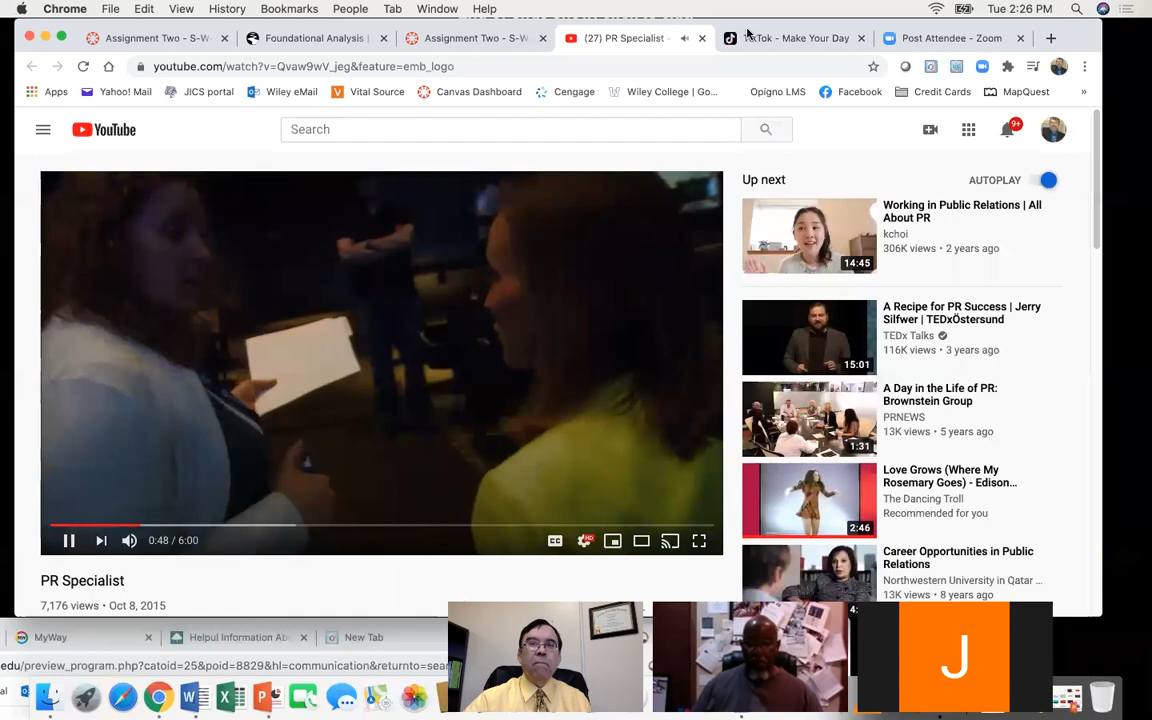 Chrome File Edit View History Bookmarks People Tab Window Help Tue 2:26 PM
Assignment Two - S-W Foundational Analysis | Assignment Two - S-W (27) PR Specialist - TikTok - Make Your Day Post Attendee - Zoom
youtube.com/watch?v=Qvaw9wV_jeg&feature=emb_logo
Apps Yahoo! Mail JICS portal Wiley eMail Vital Source Canvas Dashboard Cengage Wiley College | Go... Opigno LMS Facebook Credit Cards MapQuest »
YouTube Search 9+
Up next AUTOPLAY
Working in Public Relations | All
About PR
kchoi
306K views • 2 years ago
14:45
A Recipe for PR Success | Jerry
Silfwer | TEDxÖstersund
TEDx Talks
116K views • 3 years ago
15:01
A Day in the Life of PR:
Brownstein Group
PRNEWS
13K views • 5 years ago
1:31
Love Grows (Where My
Rosemary Goes) - Edison...
The Dancing Troll
Recommended for you
2:46
Career Opportunities in Public
Relations
Northwestern University in Qatar ...
13K views • 8 years ago
4:
0:48 / 6:00 CC HD
PR Specialist
7,176 views • Oct 8, 2015
MyWay Helpul Information Ab New Tab
edu/preview_program.php?catoid=25&poid=8829&hl=communication&returnto=sear
J